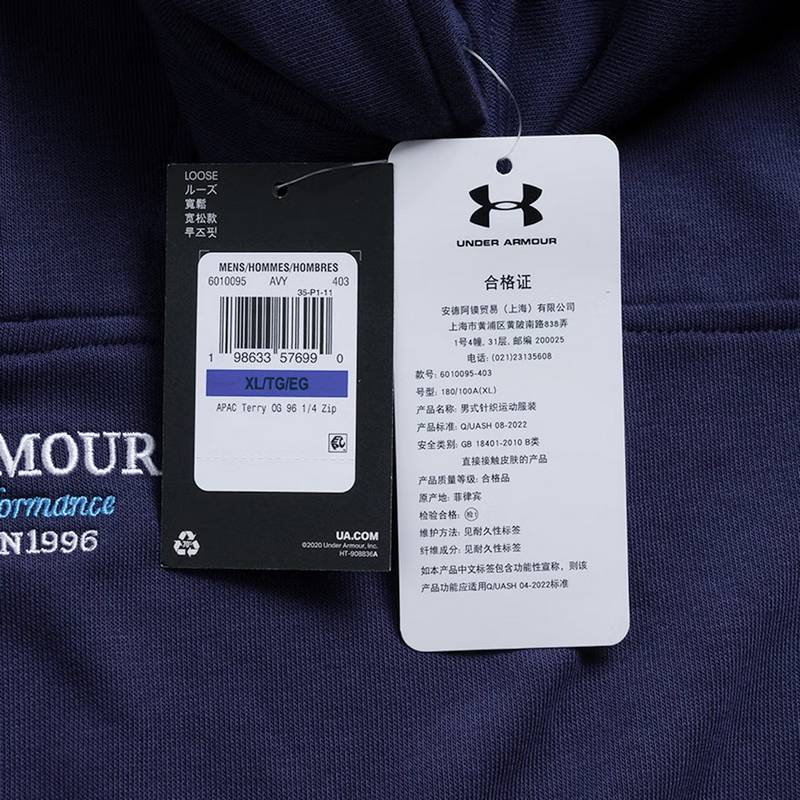 LOOSE
ルーズ
寬鬆
宽松款
루즈핏
MENS/HOMMES/HOMBRES
6010095 AVY 403
35-P1-11
1 98633 57699 0
XL/TG/EG
APAC Terry OG 96 1/4 Zip
UA.COM
©2020 Under Armour, Inc.
HT-908836A
UNDER ARMOUR
合格证
安德阿镆贸易（上海）有限公司
上海市黄浦区黄陂南路838弄
1号4幢, 31层, 邮编 200025
电话: (021)23135608
款号: 6010095-403
号型: 180/100A(XL)
产品名称: 男式针织运动服装
产品标准: Q/UASH 08-2022
安全类别: GB 18401-2010 B类
直接接触皮肤的产品
产品质量等级: 合格品
原产地: 菲律宾
检验合格: 检1
维护方法: 见耐久性标签
纤维成分: 见耐久性标签
如本产品中文标签包含功能性宣称，则该
产品功能应适用Q/UASH 04-2022标准
MOUR
formance
N1996